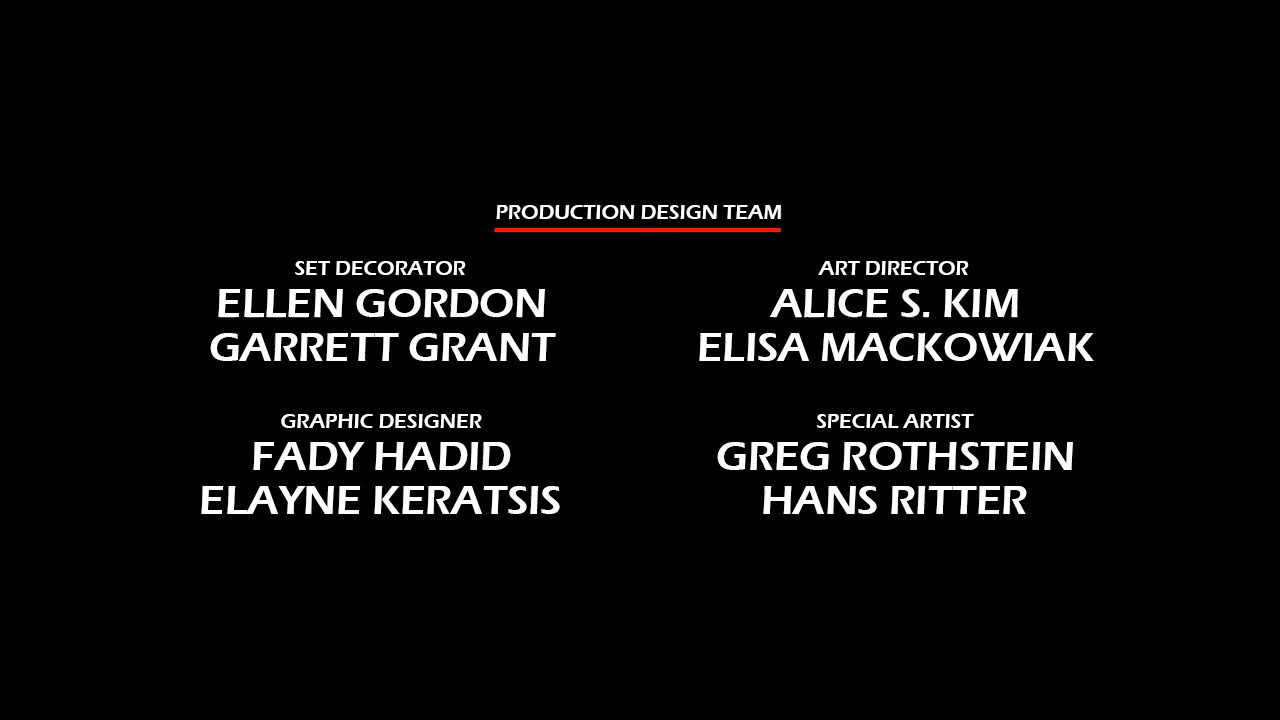 PRODUCTION DESIGN TEAM
SET DECORATOR
ELLEN GORDON
GARRETT GRANT
ART DIRECTOR
ALICE S. KIM
ELISA MACKOWIAK
GRAPHIC DESIGNER
FADY HADID
ELAYNE KERATSIS
SPECIAL ARTIST
GREG ROTHSTEIN
HANS RITTER